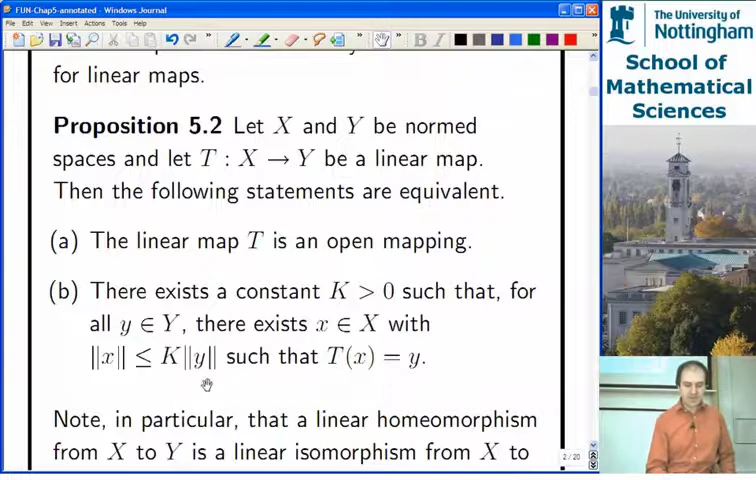 FUN-Chap5-annotated - Windows Journal
File Edit View Insert Actions Tools Help
for linear maps.
Proposition 5.2 Let X and Y be normed
spaces and let T : X → Y be a linear map.
Then the following statements are equivalent.
(a) The linear map T is an open mapping.
(b) There exists a constant K > 0 such that, for
all y ∈ Y, there exists x ∈ X with
‖x‖ ≤ K‖y‖ such that T(x) = y.
Note, in particular, that a linear homeomorphism
from X to Y is a linear isomorphism from X to
2 / 20
The University of
Nottingham
School of
Mathematical
Sciences